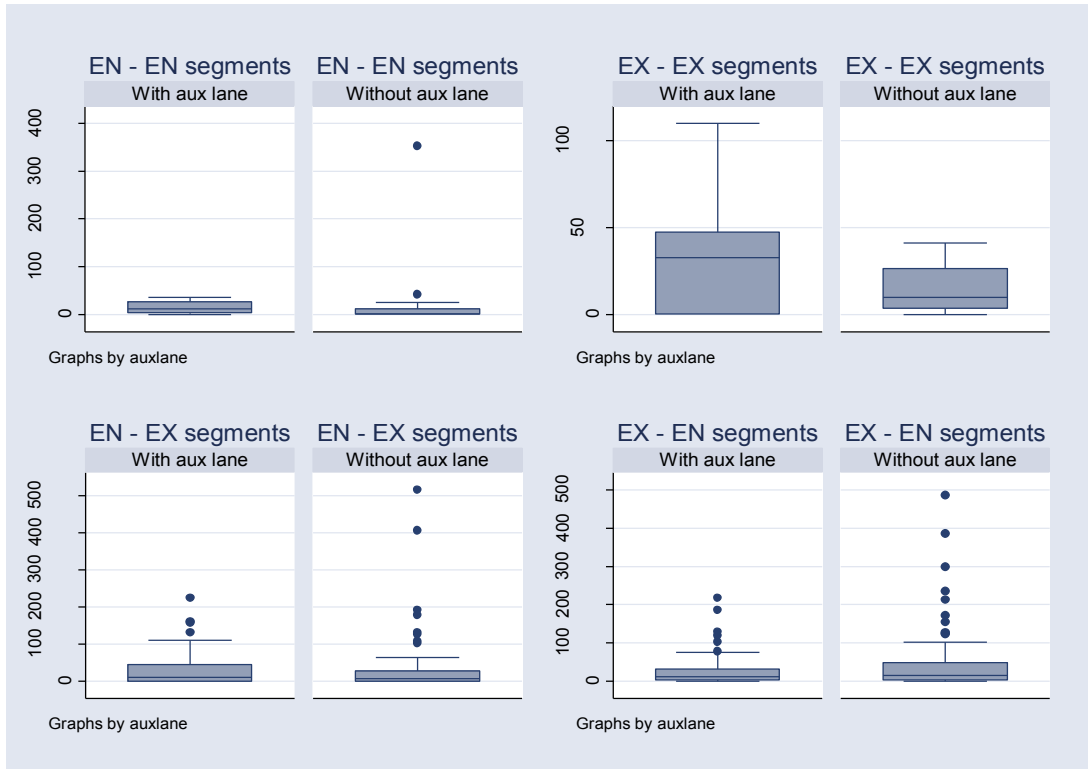 EN - EN segments EN - EN segments
With aux lane Without aux lane
400
300
200
100
0
Graphs by auxlane
EX - EX segments EX - EX segments
With aux lane Without aux lane
100
50
0
Graphs by auxlane
EN - EX segments EN - EX segments
With aux lane Without aux lane
500
400
300
200
100
0
Graphs by auxlane
EX - EN segments EX - EN segments
With aux lane Without aux lane
500
400
300
200
100
0
Graphs by auxlane